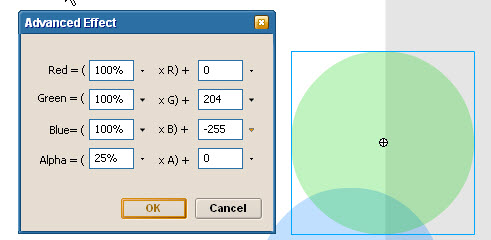 Advanced Effect
Red = ( 100% x R) + 0
Green = ( 100% x G) + 204
Blue= ( 100% x B) + -255
Alpha = ( 25% x A) + 0
OK Cancel